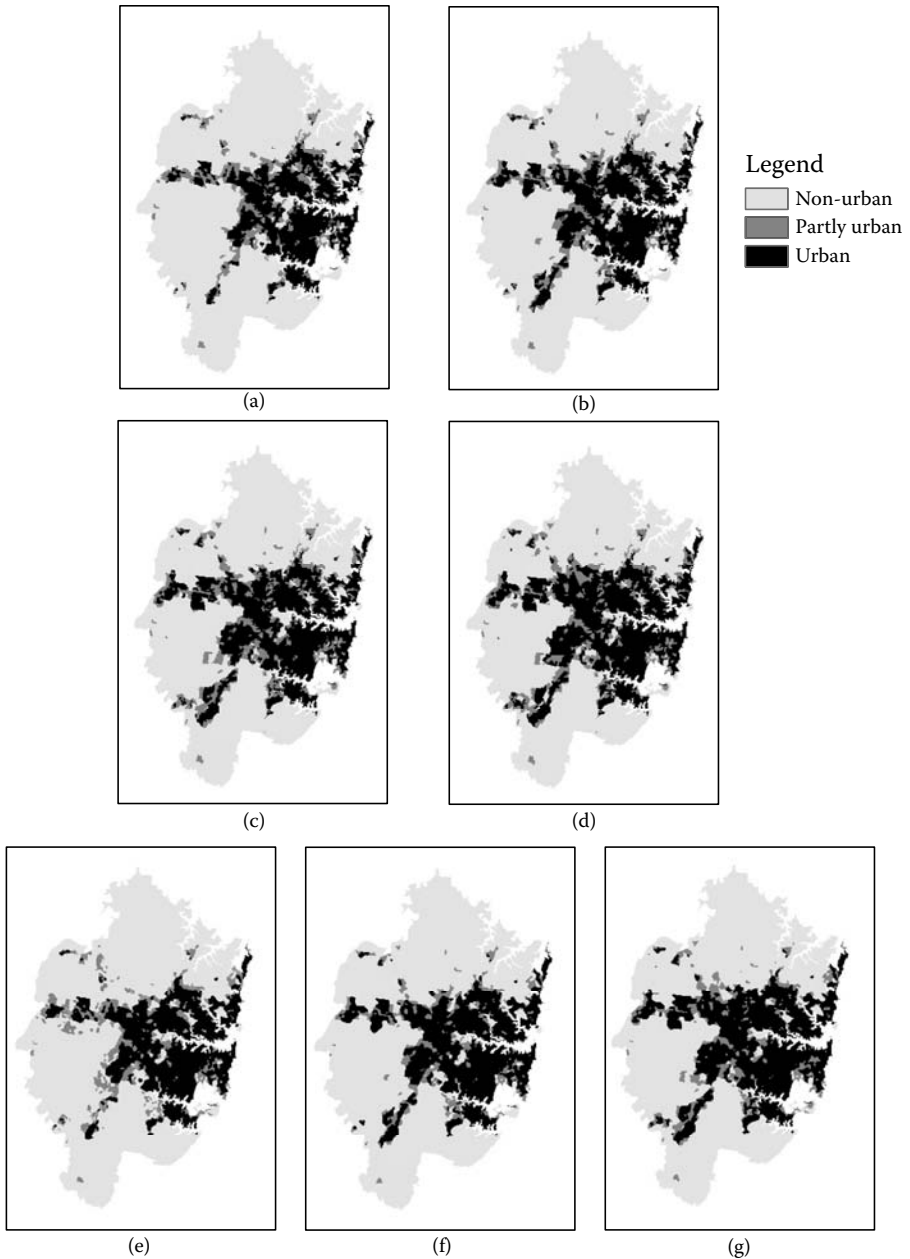 Legend
Non-urban
Partly urban
Urban
(a)
(b)
(c)
(d)
(e)
(f)
(g)